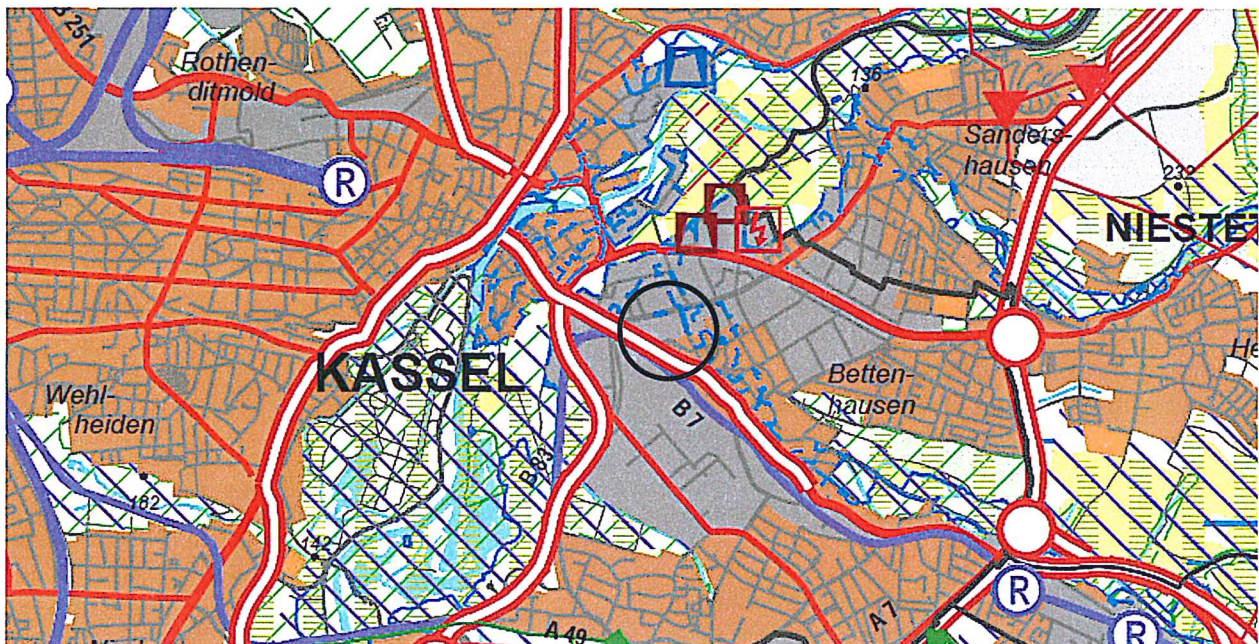 B 251
Rothen-
ditmold
R
136
Sanders-
hausen
232
NIESTE
KASSEL
Wehl-
heiden
182
142
B 83
B 7
Betten-
hausen
He
R
A 7
A 49
R